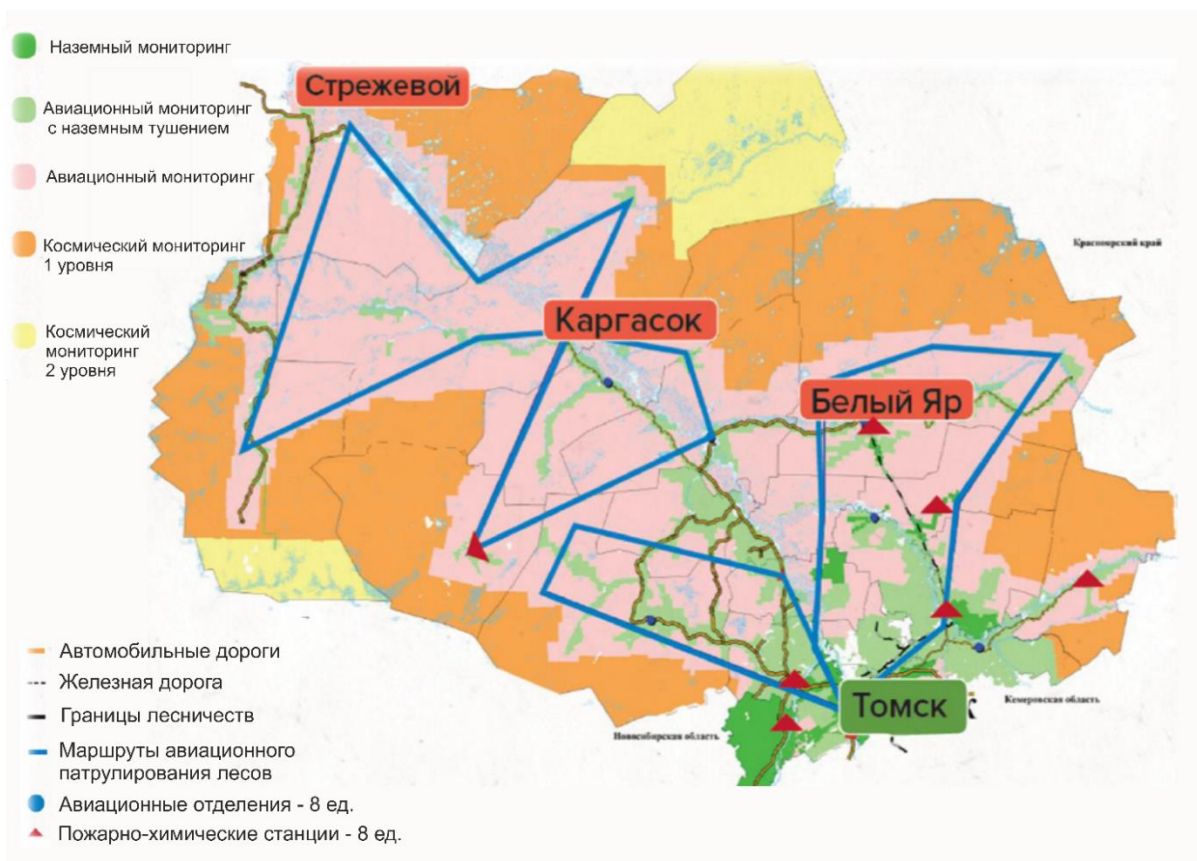 Наземный мониторинг
Авиационный мониторинг
с наземным тушением
Авиационный мониторинг
Космический мониторинг
1 уровня
Космический
мониторинг
2 уровня
Стрежевой
Каргасок
Белый Яр
Томск
к
Красноярский край
Кемеровская область
Новосибирская область
Автомобильные дороги
Железная дорога
Границы лесничеств
Маршруты авиационного
патрулирования лесов
Авиационные отделения - 8 ед.
Пожарно-химические станции - 8 ед.